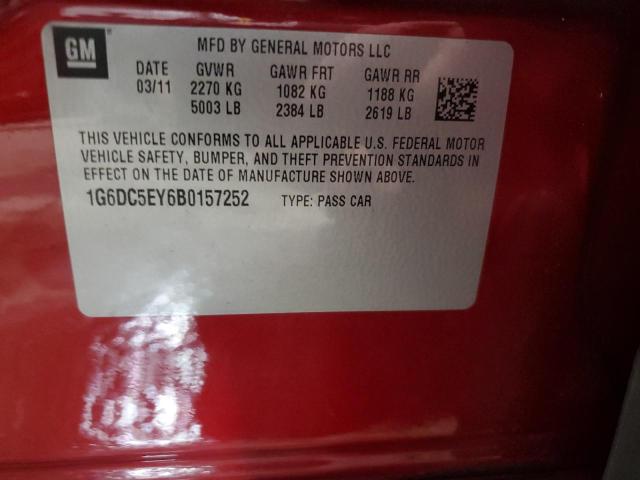 GM
MFD BY GENERAL MOTORS LLC
DATE GVWR GAWR FRT GAWR RR
03/11 2270 KG 1082 KG 1188 KG
5003 LB 2384 LB 2619 LB
THIS VEHICLE CONFORMS TO ALL APPLICABLE U.S. FEDERAL MOTOR
VEHICLE SAFETY, BUMPER, AND THEFT PREVENTION STANDARDS IN
EFFECT ON THE DATE OF MANUFACTURE SHOWN ABOVE.
1G6DC5EY6B0157252 TYPE: PASS CAR